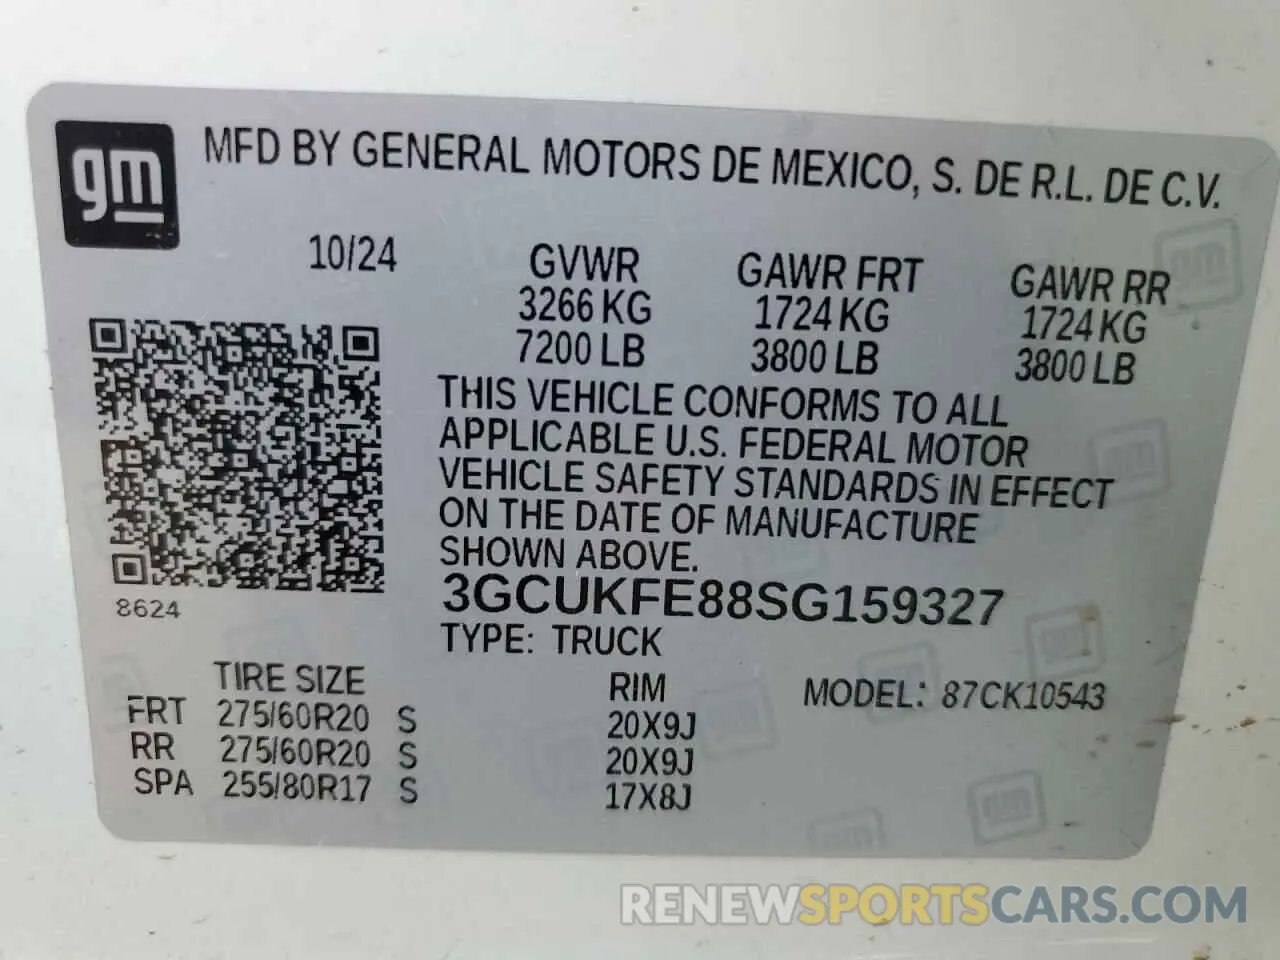 gm
MFD BY GENERAL MOTORS DE MEXICO, S. DE R.L. DE C.V.
10/24
GVWR GAWR FRT GAWR RR
3266 KG 1724 KG 1724 KG
7200 LB 3800 LB 3800 LB
THIS VEHICLE CONFORMS TO ALL
APPLICABLE U.S. FEDERAL MOTOR
VEHICLE SAFETY STANDARDS IN EFFECT
ON THE DATE OF MANUFACTURE
SHOWN ABOVE.
3GCUKFE88SG159327
8624
TYPE: TRUCK
TIRE SIZE RIM MODEL: 87CK10543
FRT 275/60R20 S 20X9J
RR 275/60R20 S 20X9J
SPA 255/80R17 S 17X8J
RENEWSPORTSCARS.COM